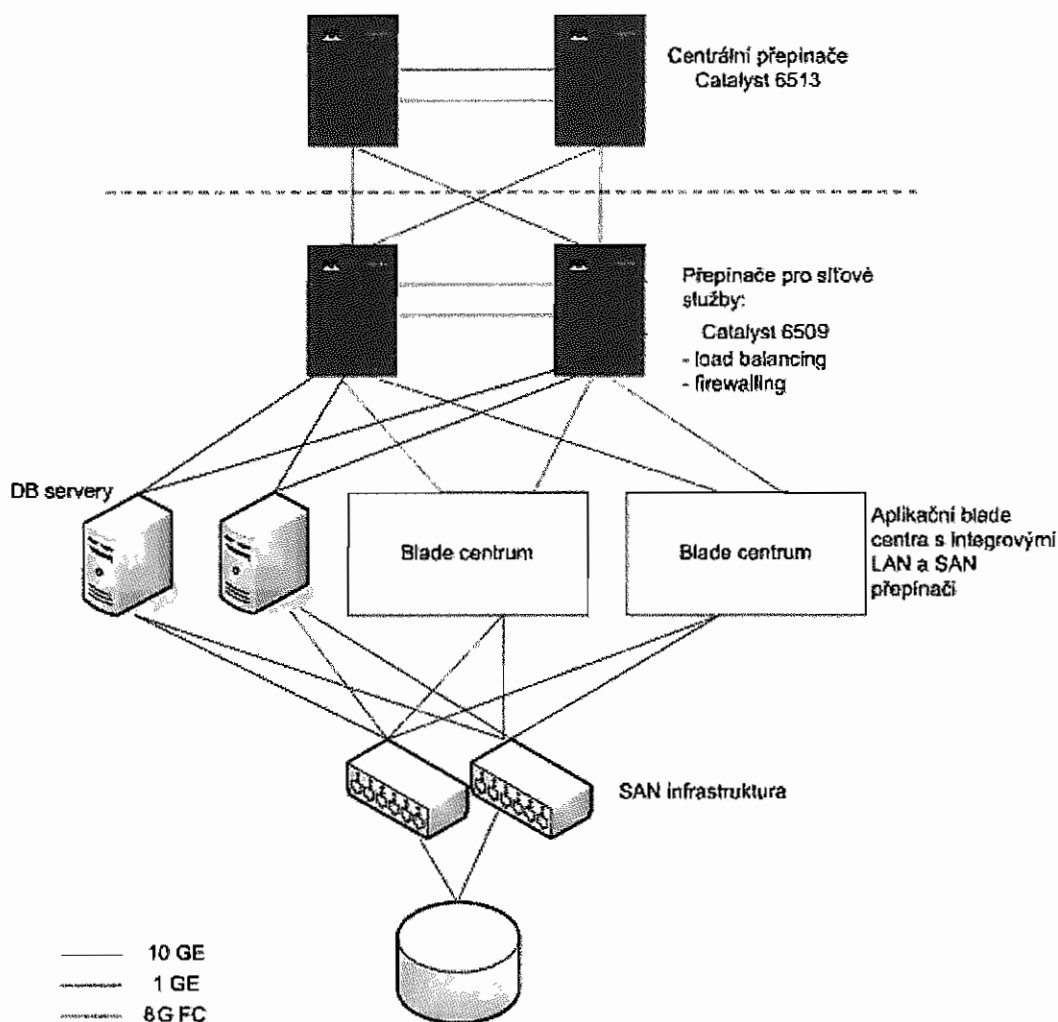 Centrální přepínače
Catalyst 6513
Přepínače pro síťové
služby:
Catalyst 6509
- load balancing
- firewalling
DB servery
Blade centrum
Blade centrum
Aplikační blade
centra s integrovými
LAN a SAN
přepínači
SAN infrastruktura
10 GE
1 GE
8G FC